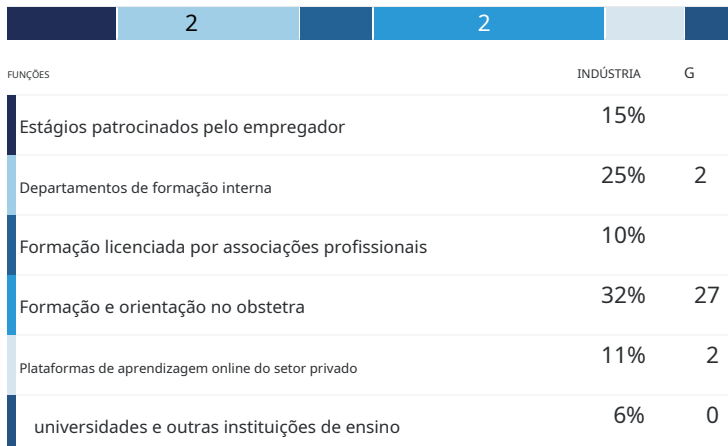 2 2
FUNÇÕES INDÚSTRIA G
Estágios patrocinados pelo empregador 15%
Departamentos de formação interna 25% 2
Formação licenciada por associações profissionais 10%
Formação e orientação no obstetra 32% 27
Plataformas de aprendizagem online do setor privado 11% 2
universidades e outras instituições de ensino 6% 0